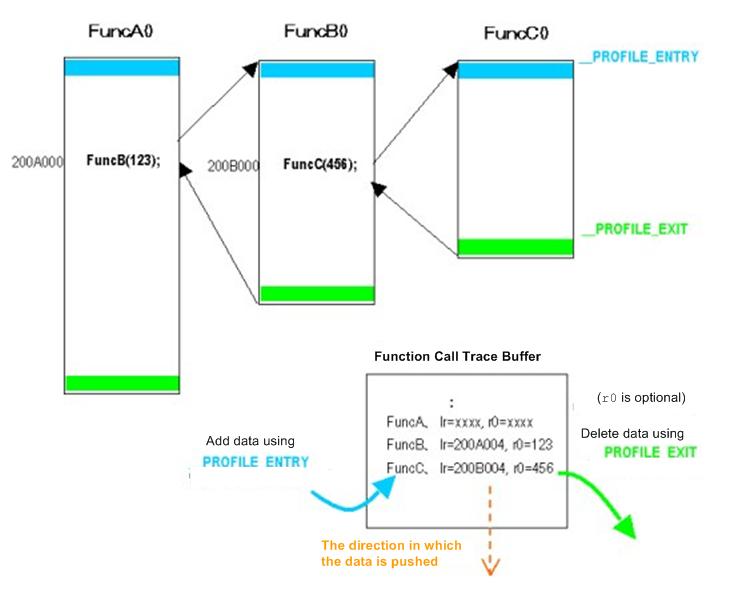 FuncA()
FuncB()
FuncC()
__PROFILE_ENTRY
200A000
FuncB(123);
200B000
FuncC(456);
__PROFILE_EXIT
Function Call Trace Buffer
:
(r0 is optional)
FuncA、 lr=xxxx, r0=xxxx
FuncB、 lr=200A004, r0=123
FuncC、 lr=200B004, r0=456
Add data using
PROFILE ENTRY
Delete data using
PROFILE EXIT
The direction in which
the data is pushed